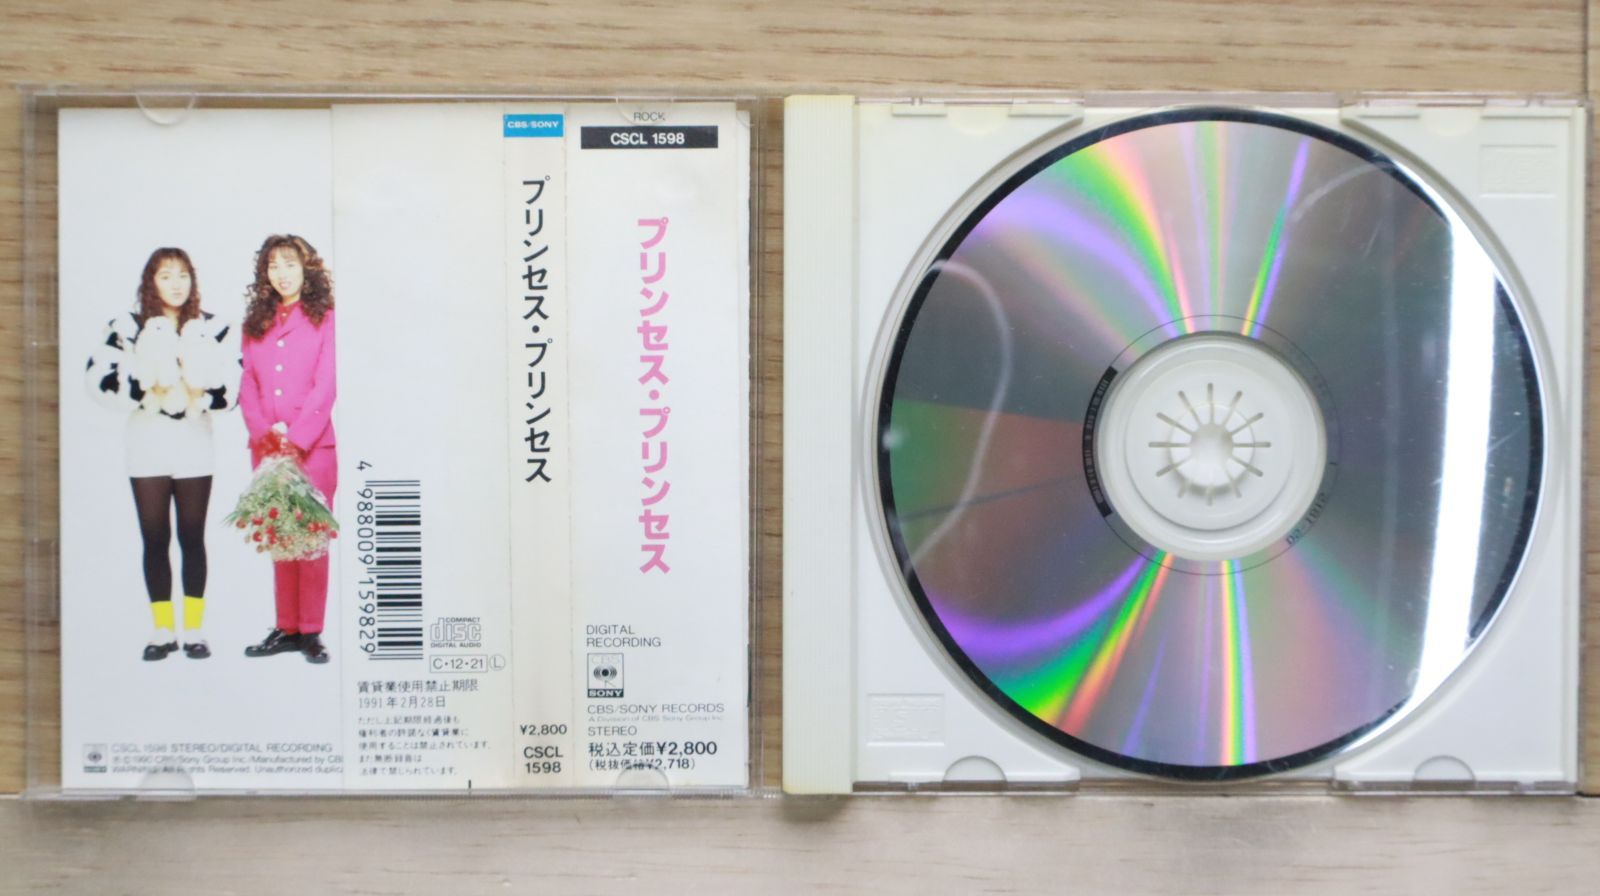 CSCL 1598 STEREO/DIGITAL RECORDING
1990 CBS/Sony Group Inc./Manufactured by CB
All Rights Reserved. Unauthorized duplica
4 988009 159829
COMPACT
disc
DIGITAL AUDIO
C・12・21 L
賃貸業使用禁止期限
1991年2月28日
ただし上記期限経過後も
権利者の許諾なく賃貸業に
使用することは禁止されています。
また無断録音は
法律で禁じられています。
CBS/SONY
プリンセス・プリンセス
¥2,800
CSCL
1598
ROCK
CSCL 1598
プリンセス・プリンセス
DIGITAL
RECORDING
CBS
SONY
CBS/SONY RECORDS
A Division of CBS Sony Group Inc
STEREO
税込定価¥2,800
(税抜価格¥2,718)